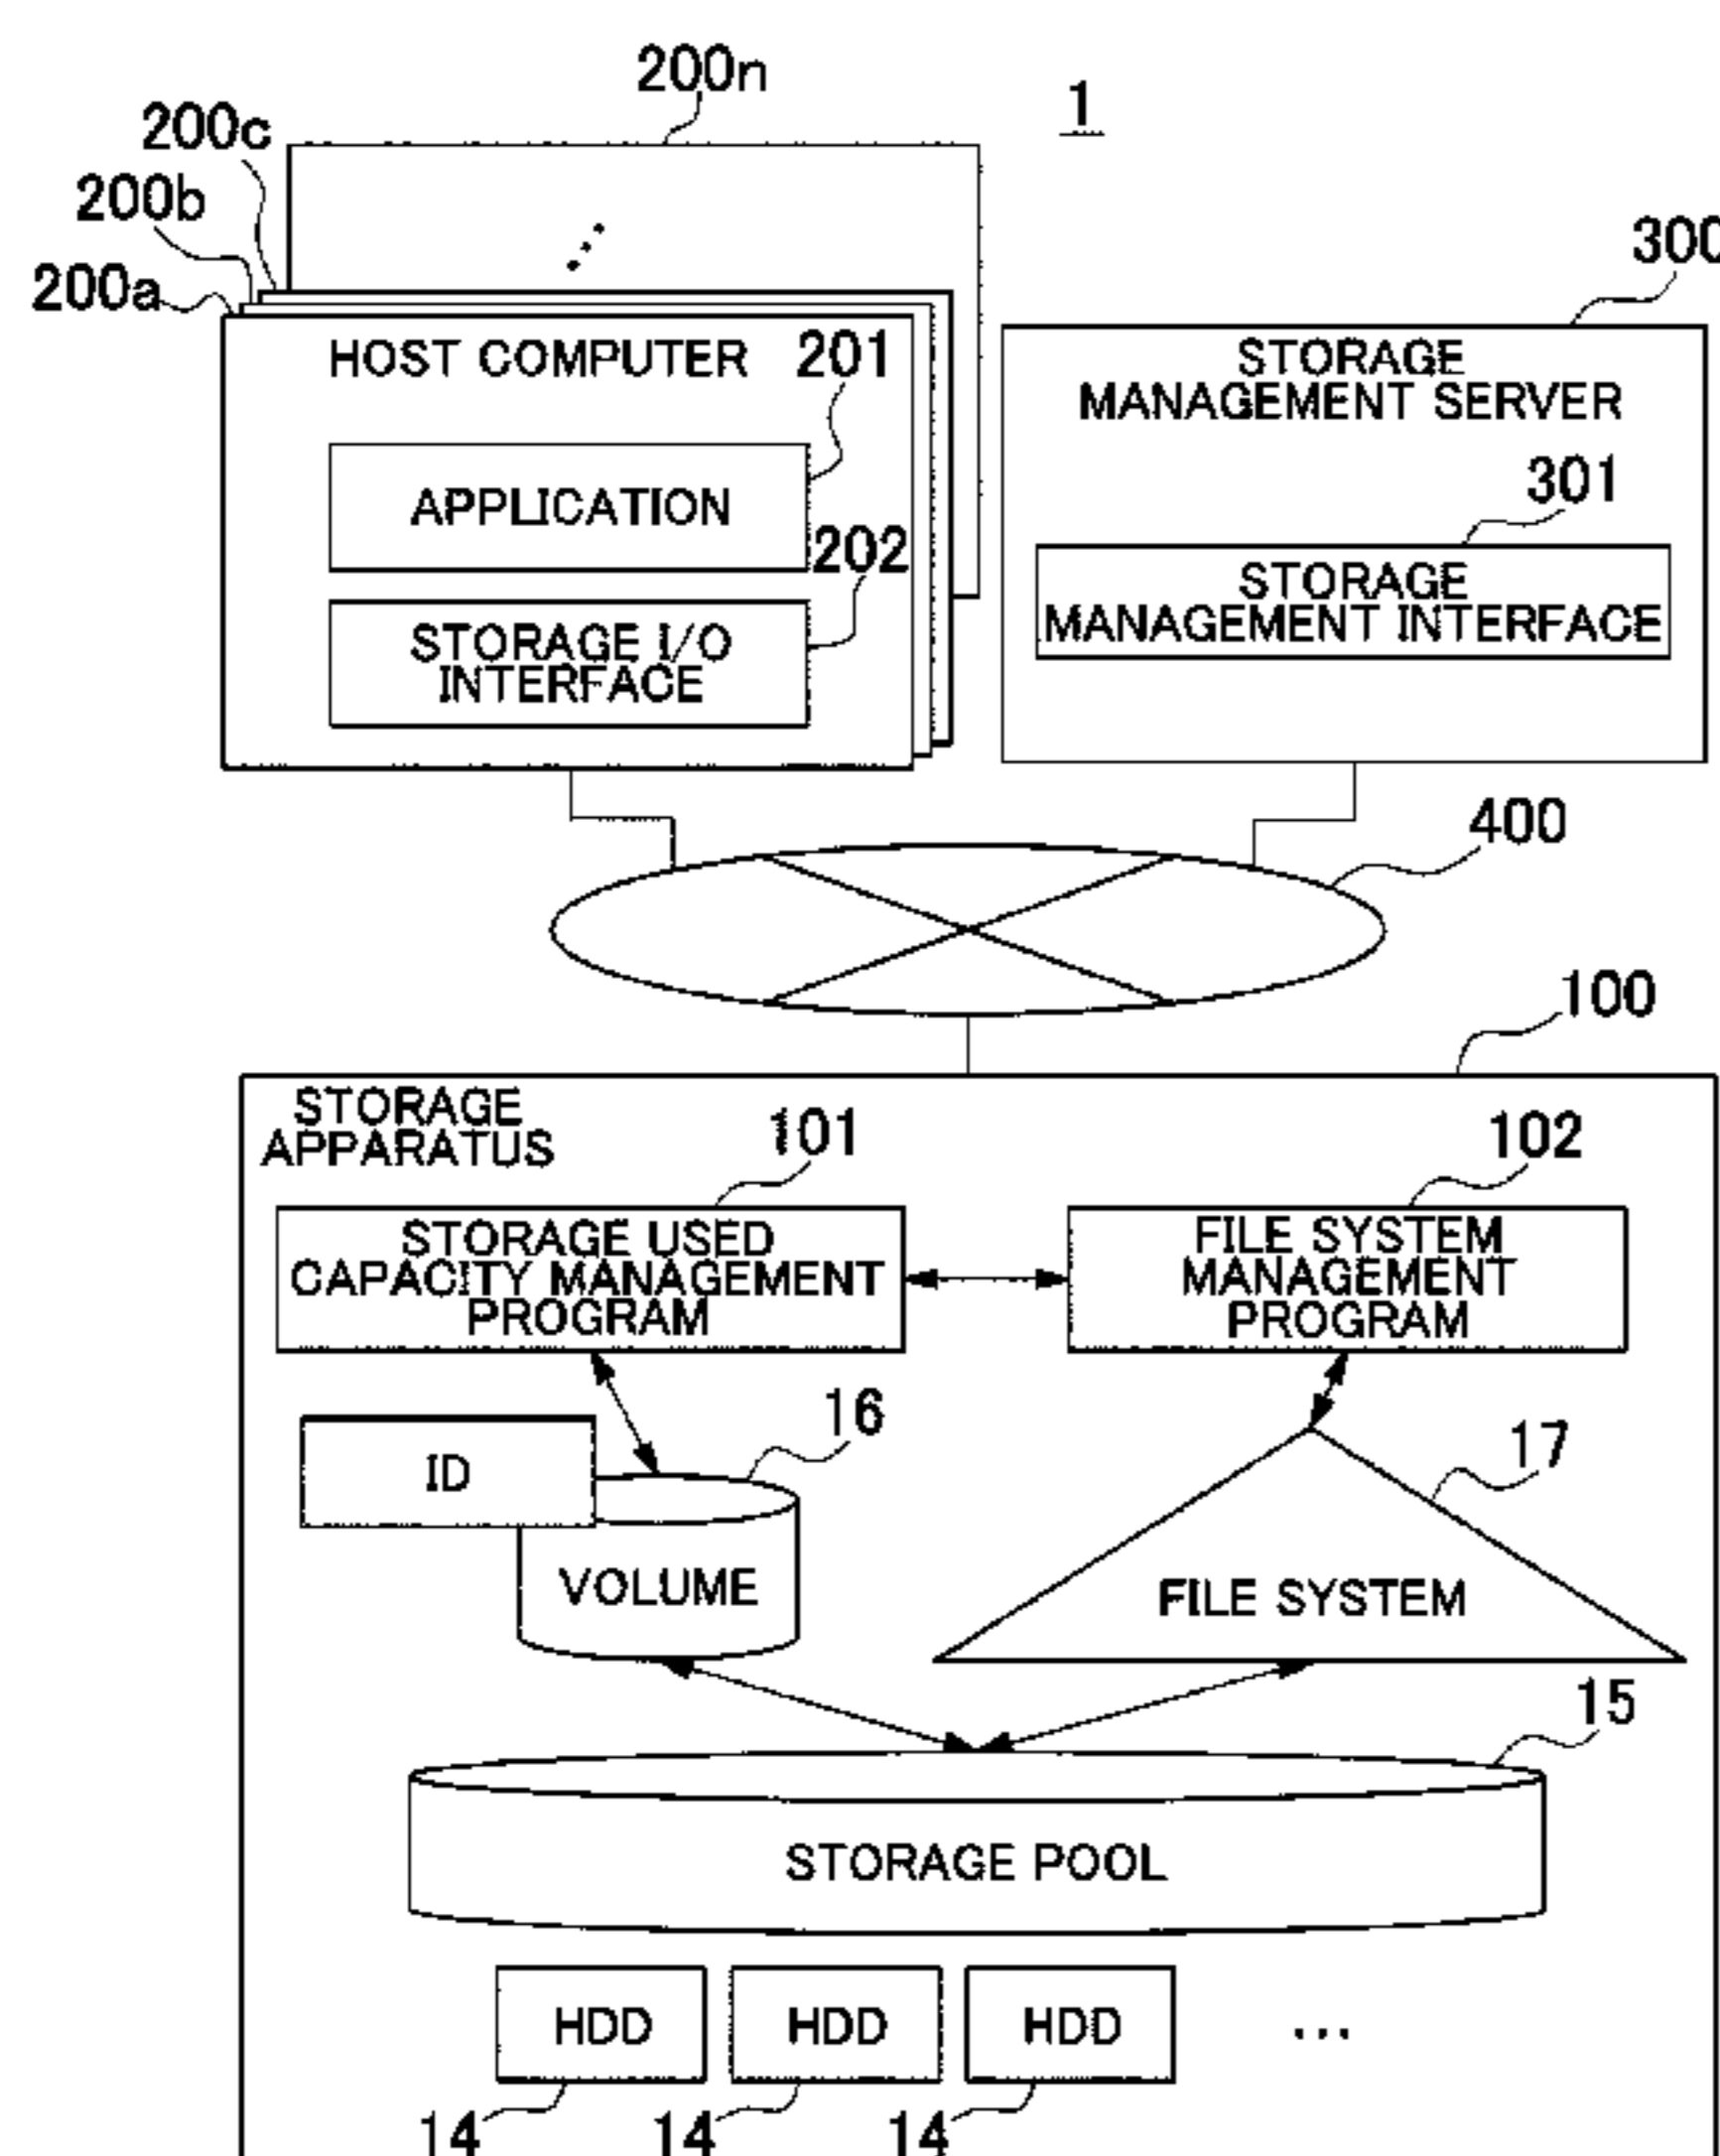 200n
1
200c
200b
300
200a
HOST COMPUTER
201
STORAGE
MANAGEMENT SERVER
301
APPLICATION
202
STORAGE
MANAGEMENT INTERFACE
STORAGE I/O
INTERFACE
400
100
STORAGE
APPARATUS
101
102
STORAGE USED
CAPACITY MANAGEMENT
PROGRAM
FILE SYSTEM
MANAGEMENT
PROGRAM
16
ID
17
VOLUME
FILE SYSTEM
15
STORAGE POOL
HDD
HDD
HDD
...
14
14
14